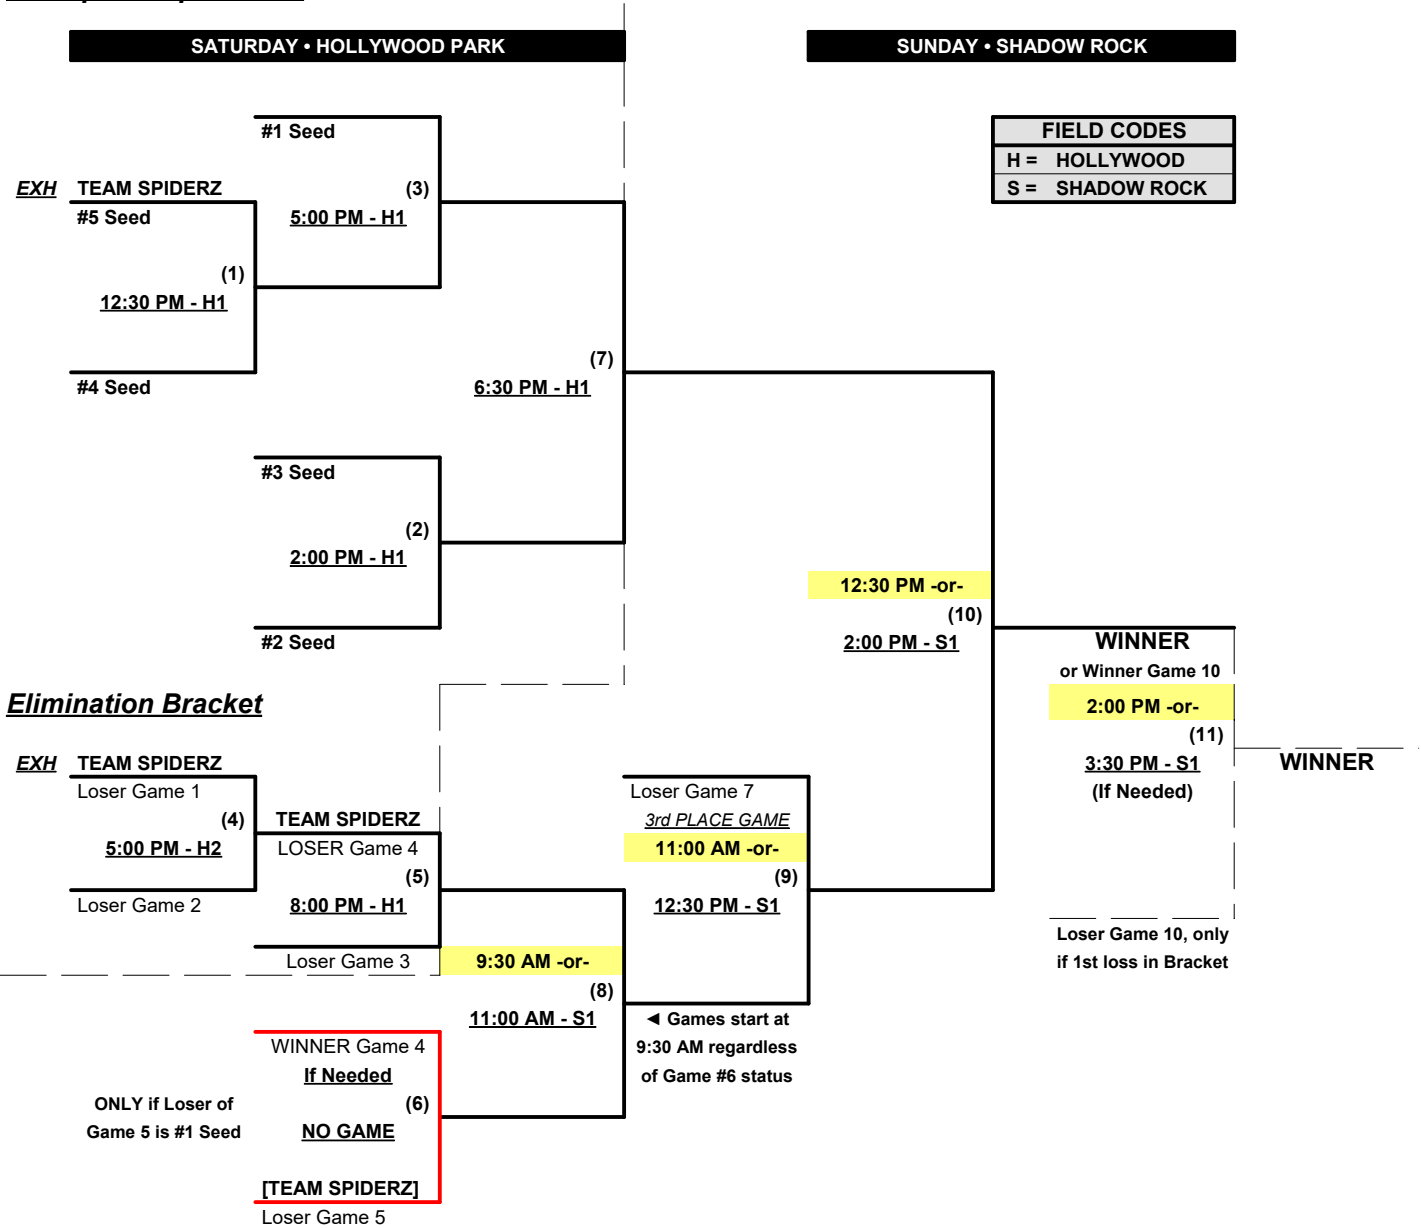 SATURDAY • HOLLYWOOD PARK
SUNDAY • SHADOW ROCK
#1 Seed
FIELD CODES
H = HOLLYWOOD
S = SHADOW ROCK
EXH TEAM SPIDERZ
(3)
#5 Seed
5:00 PM - H1
(1)
12:30 PM - H1
(7)
#4 Seed
6:30 PM - H1
#3 Seed
(2)
2:00 PM - H1
#2 Seed
12:30 PM -or-
(10)
2:00 PM - S1
WINNER
or Winner Game 10
2:00 PM -or-
(11)
3:30 PM - S1
(If Needed)
WINNER
Loser Game 10, only
if 1st loss in Bracket
Elimination Bracket
EXH TEAM SPIDERZ
Loser Game 1
(4)
5:00 PM - H2
Loser Game 2
TEAM SPIDERZ
LOSER Game 4
(5)
8:00 PM - H1
Loser Game 3
Loser Game 7
3rd PLACE GAME
11:00 AM -or-
(9)
12:30 PM - S1
9:30 AM -or-
(8)
11:00 AM - S1
◄ Games start at
9:30 AM regardless
of Game #6 status
WINNER Game 4
If Needed
(6)
NO GAME
ONLY if Loser of
Game 5 is #1 Seed
[TEAM SPIDERZ]
Loser Game 5